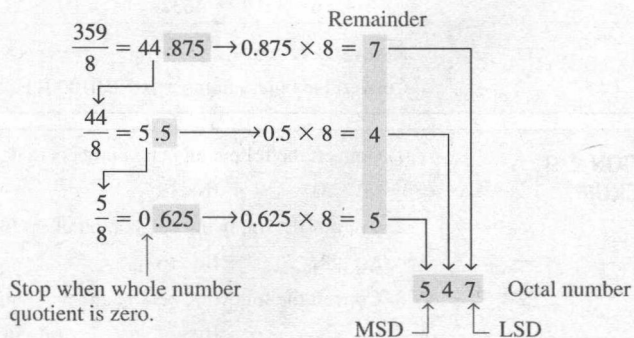 Remainder
359/8 = 44 .875 → 0.875 × 8 = 7
44/8 = 5 .5 → 0.5 × 8 = 4
5/8 = 0 .625 → 0.625 × 8 = 5
Stop when whole number
quotient is zero.
5 4 7 Octal number
MSD LSD